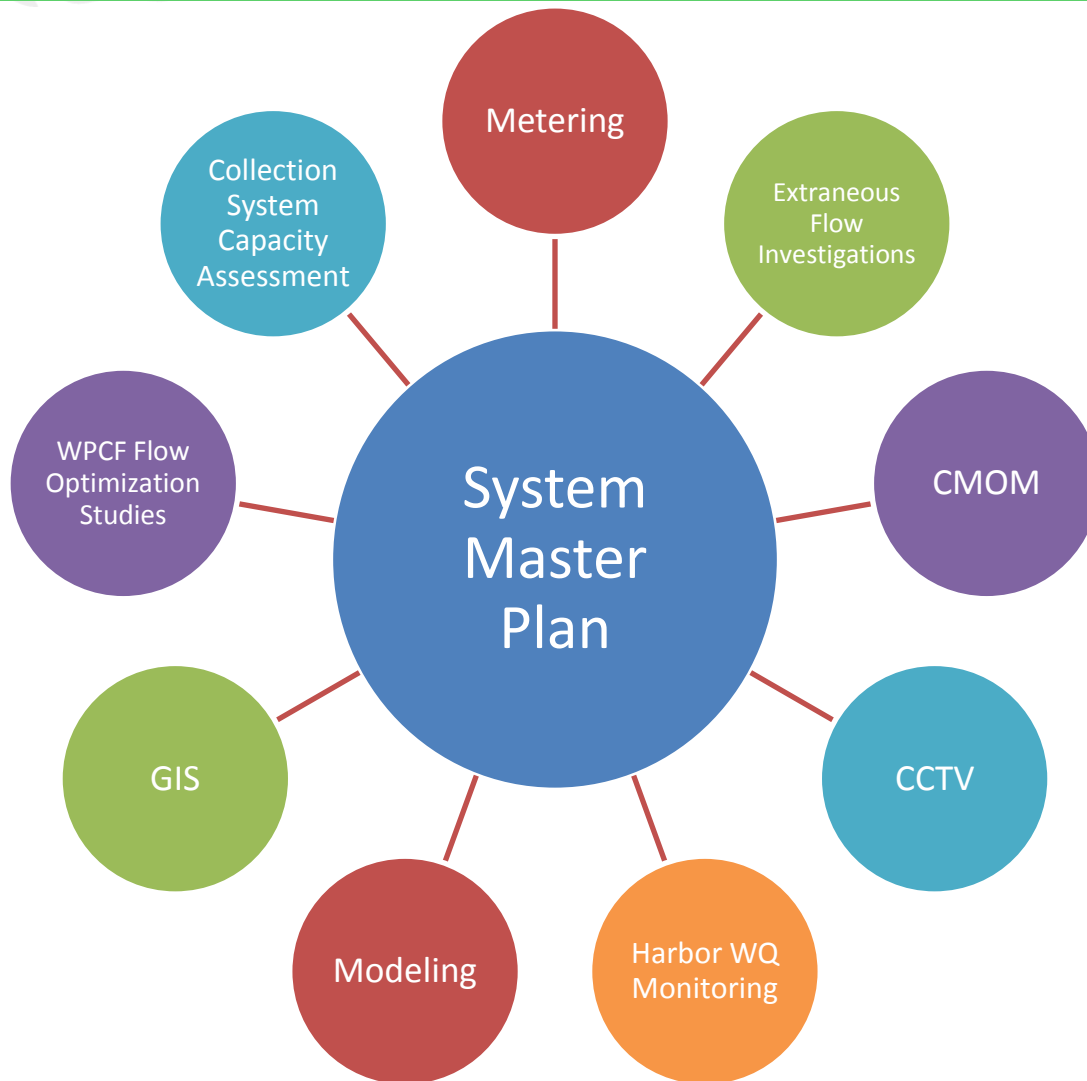 Metering
Collection
System
Capacity
Assessment
Extraneous
Flow
Investigations
WPCF Flow
Optimization
Studies
System
Master
Plan
CMOM
GIS
CCTV
Modeling
Harbor WQ
Monitoring